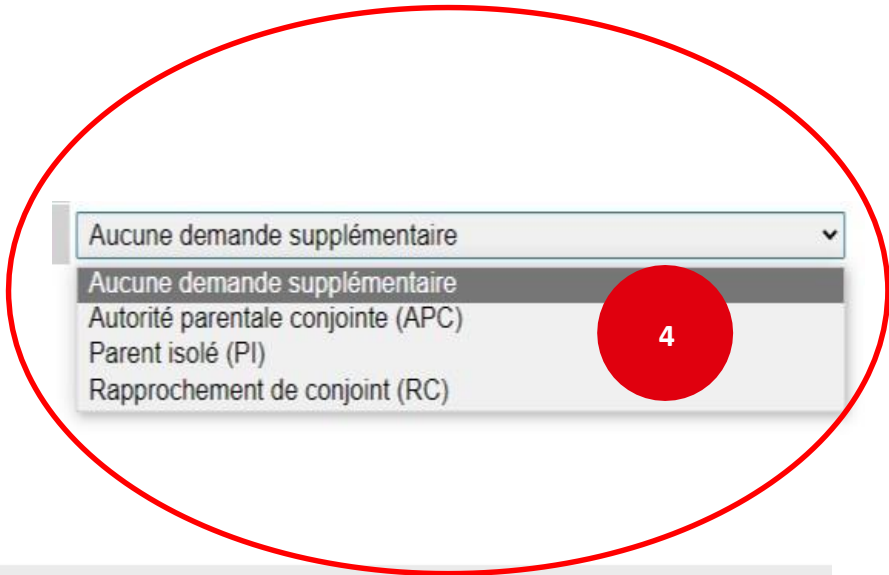 Aucune demande supplémentaire
Aucune demande supplémentaire
Autorité parentale conjointe (APC)
4
Parent isolé (PI)
Rapprochement de conjoint (RC)